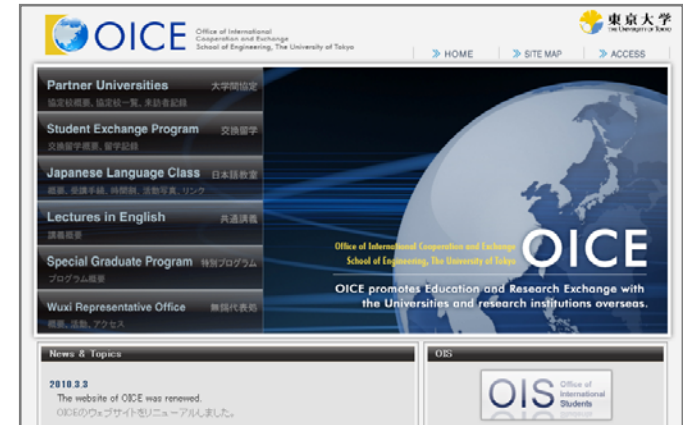 OICE
Office of International
Cooperation and Exchange
School of Engineering, The University of Tokyo
東京大学
The University of Tokyo
HOME
SITE MAP
ACCESS
Partner Universities 大学間協定
協定校概要, 協定校一覧, 来訪者記録
Student Exchange Program 交換留学
交換留学概要, 留学記録
Japanese Language Class 日本語教室
概要, 受講手続, 時間割, 活動写真, リンク
Lectures in English 共通講義
講義概要
Special Graduate Program 特別プログラム
プログラム概要
Wuxi Representative Office 無錫代表処
概要, 活動, アクセス
Office of International Cooperation and Exchange
School of Engineering, The University of Tokyo
OICE
OICE promotes Education and Research Exchange with
the Universities and research institutions overseas.
News & Topics
2010.3.3
The website of OICE was renewed.
OICEのウェブサイトをリニューアルしました。
OIS
OIS
Office of
International
Students